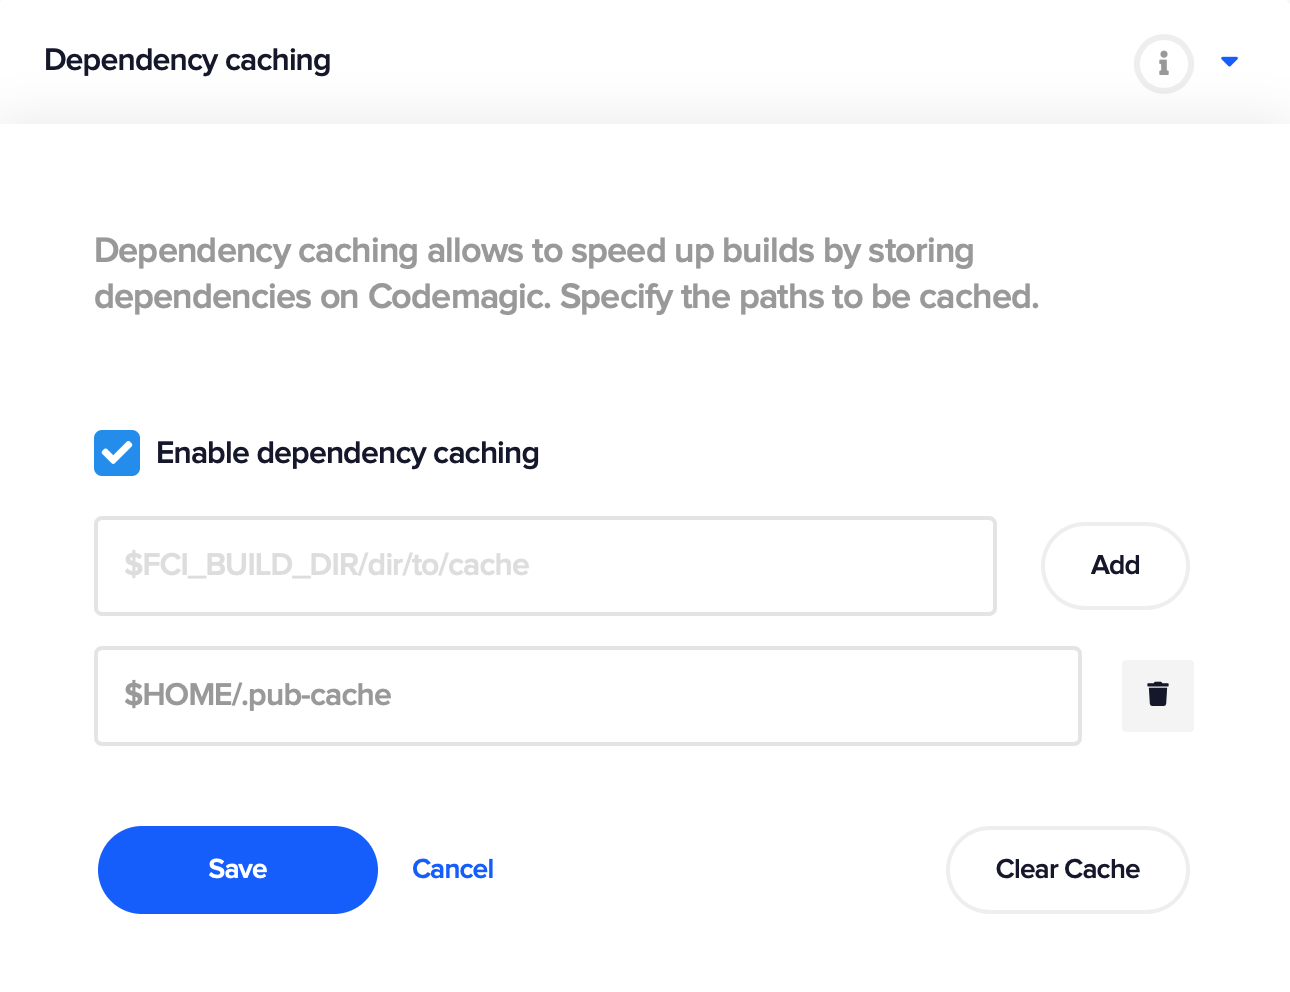 Dependency caching
Dependency caching allows to speed up builds by storing
dependencies on Codemagic. Specify the paths to be cached.
Enable dependency caching
$FCI_BUILD_DIR/dir/to/cache
Add
$HOME/.pub-cache
Save
Cancel
Clear Cache